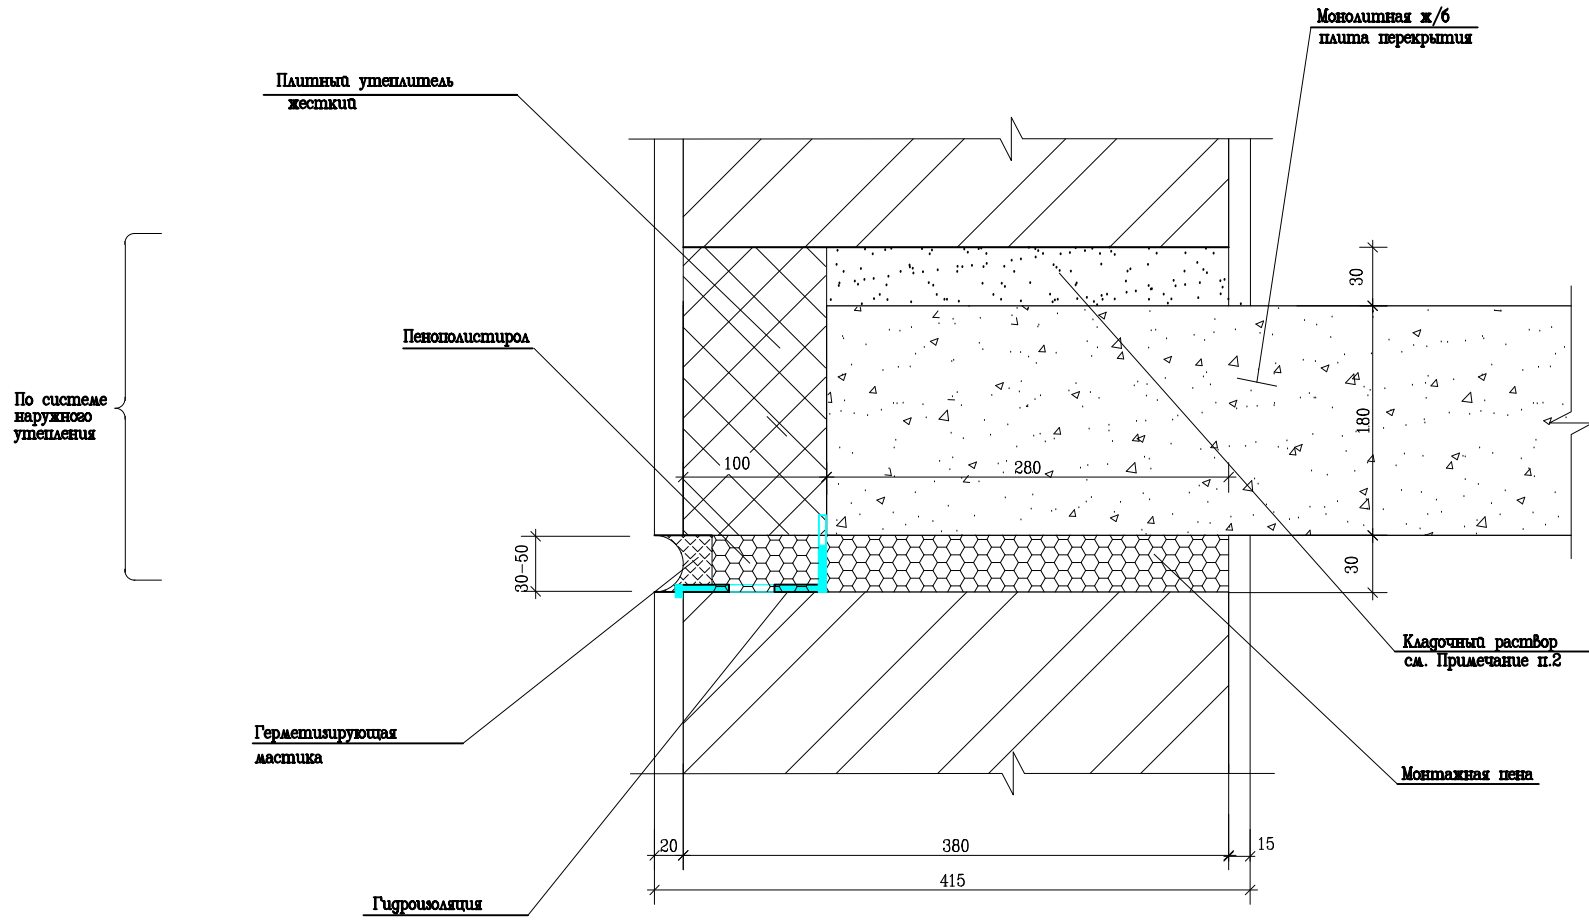 Монолитная ж/б
плита перекрытия
Плитный утеплитель
жесткий
30
Пенополистирол
По системе
наружного
утепления
180
100
280
30-50
30
Кладочный раствор
см. Примечание п.2
Герметизирующая
мастика
Монтажная пена
20
380
15
415
Гидроизоляция